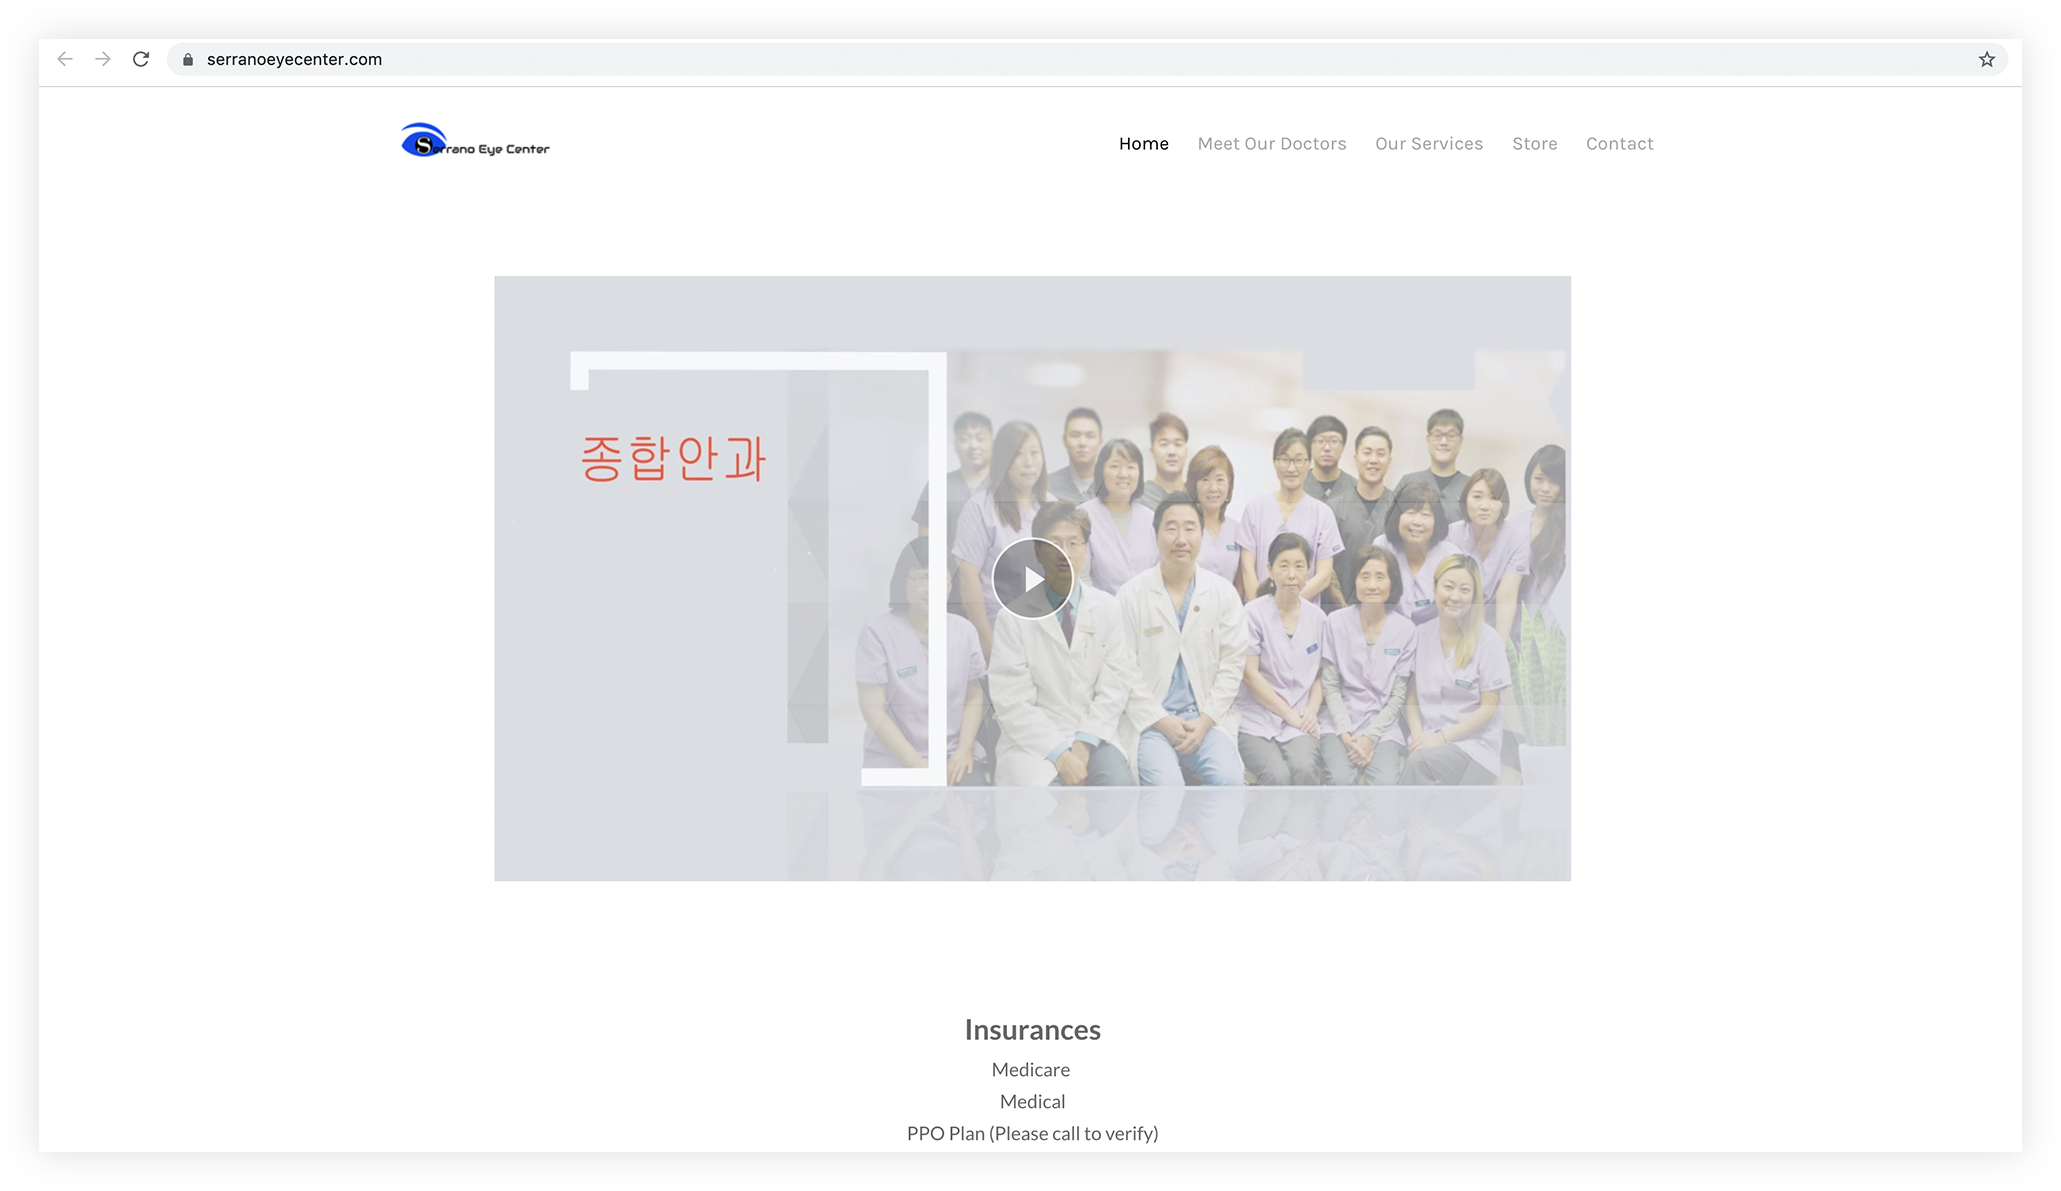 serranoeyecenter.com
Serrano Eye Center
Home Meet Our Doctors Our Services Store Contact
종합안과
Insurances
Medicare
Medical
PPO Plan (Please call to verify)